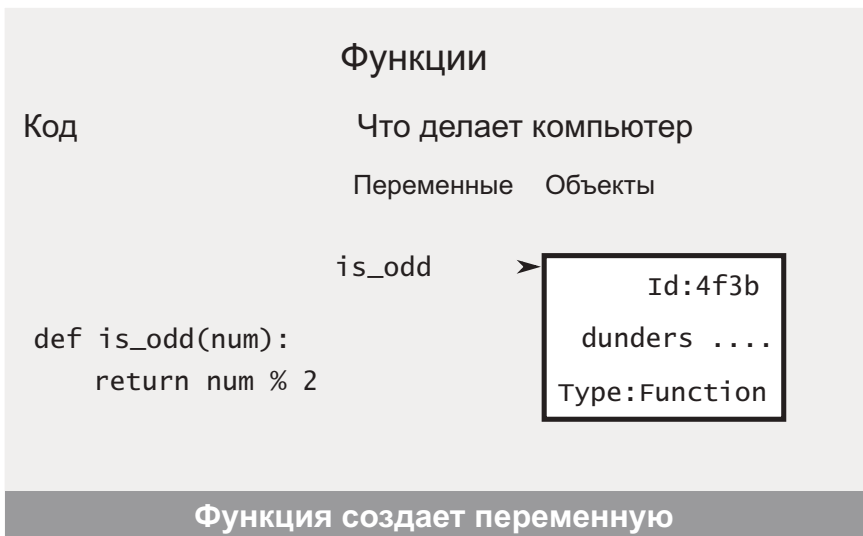 Функции
Код Что делает компьютер
Переменные Объекты
is_odd
Id:4f3b
def is_odd(num):
dunders ....
return num % 2
Type:Function
Функция создает переменную